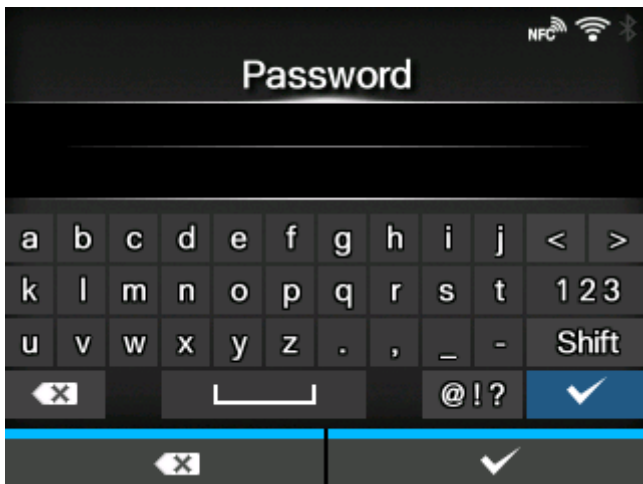 NFC
Password
a b c d e f g h i j < >
k l m n o p q r s t 123
u v w x y z . , _ - Shift
@!?